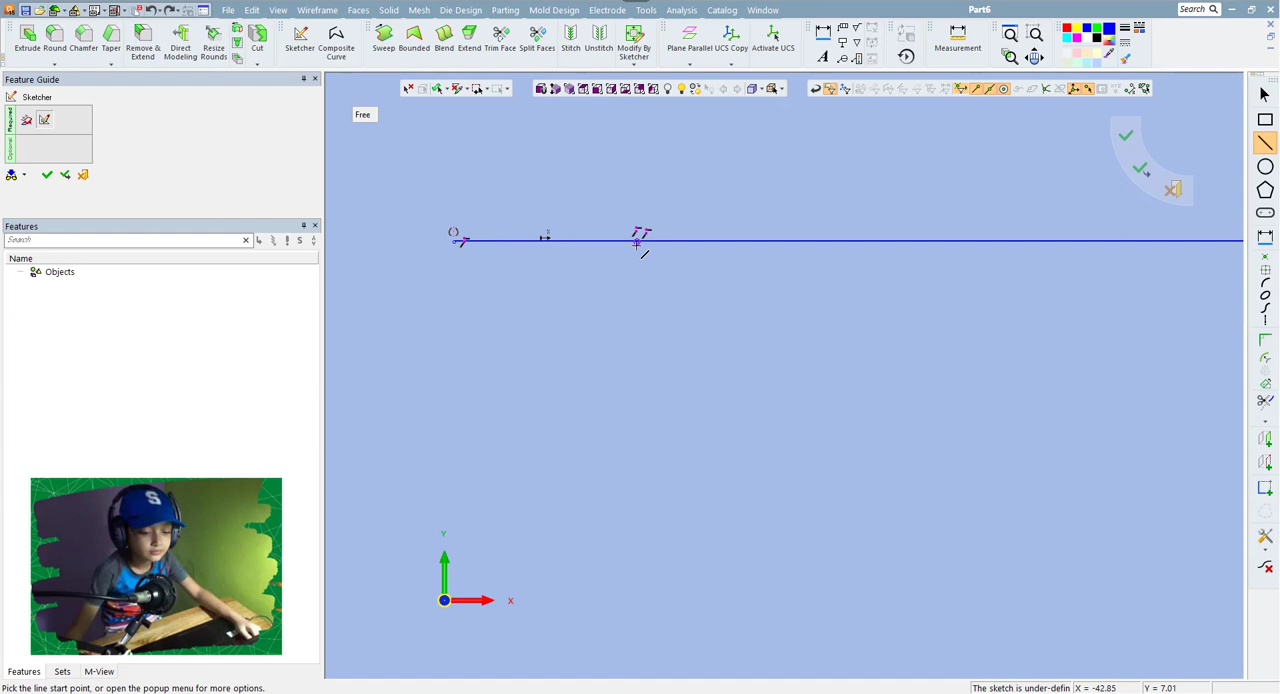 File Edit View Wireframe Faces Solid Mesh Die Design Parting Mold Design Electrode Tools Analysis Catalog Window Part6 Search
Extrude Round Chamfer Taper Remove & Extend Direct Modeling Resize Rounds Cut Sketcher Composite Curve Sweep Bounded Blend Extend Trim Face Split Faces Stitch Unstitch Modify By Sketcher Plane Parallel UCS Copy Activate UCS Measurement
Feature Guide
Sketcher
Required
Optional
Free
Features
Search
Name
Objects
S
Y
X
Features Sets M-View
Pick the line start point, or open the popup menu for more options. The sketch is under-defin X = -42.85 Y = 7.01